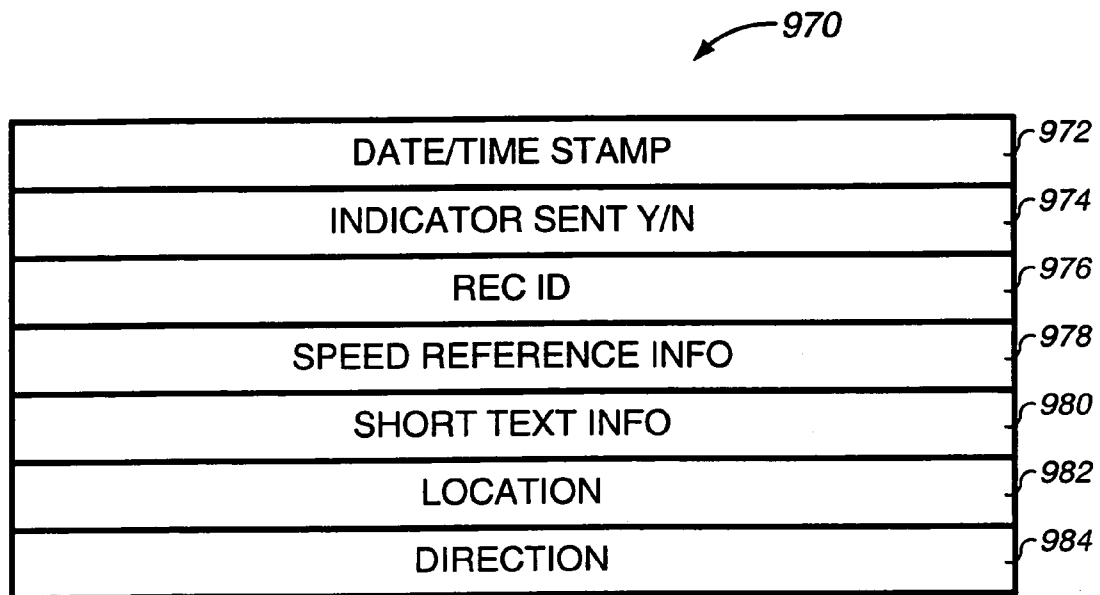 970
DATE/TIME STAMP 972
INDICATOR SENT Y/N 974
REC ID 976
SPEED REFERENCE INFO 978
SHORT TEXT INFO 980
LOCATION 982
DIRECTION 984